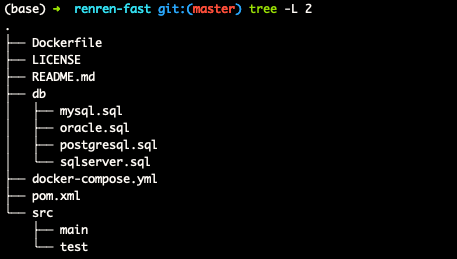 (base) ➜  renren-fast git:(master) tree -L 2
.
├── Dockerfile
├── LICENSE
├── README.md
├── db
│   ├── mysql.sql
│   ├── oracle.sql
│   ├── postgresql.sql
│   └── sqlserver.sql
├── docker-compose.yml
├── pom.xml
└── src
    ├── main
    └── test